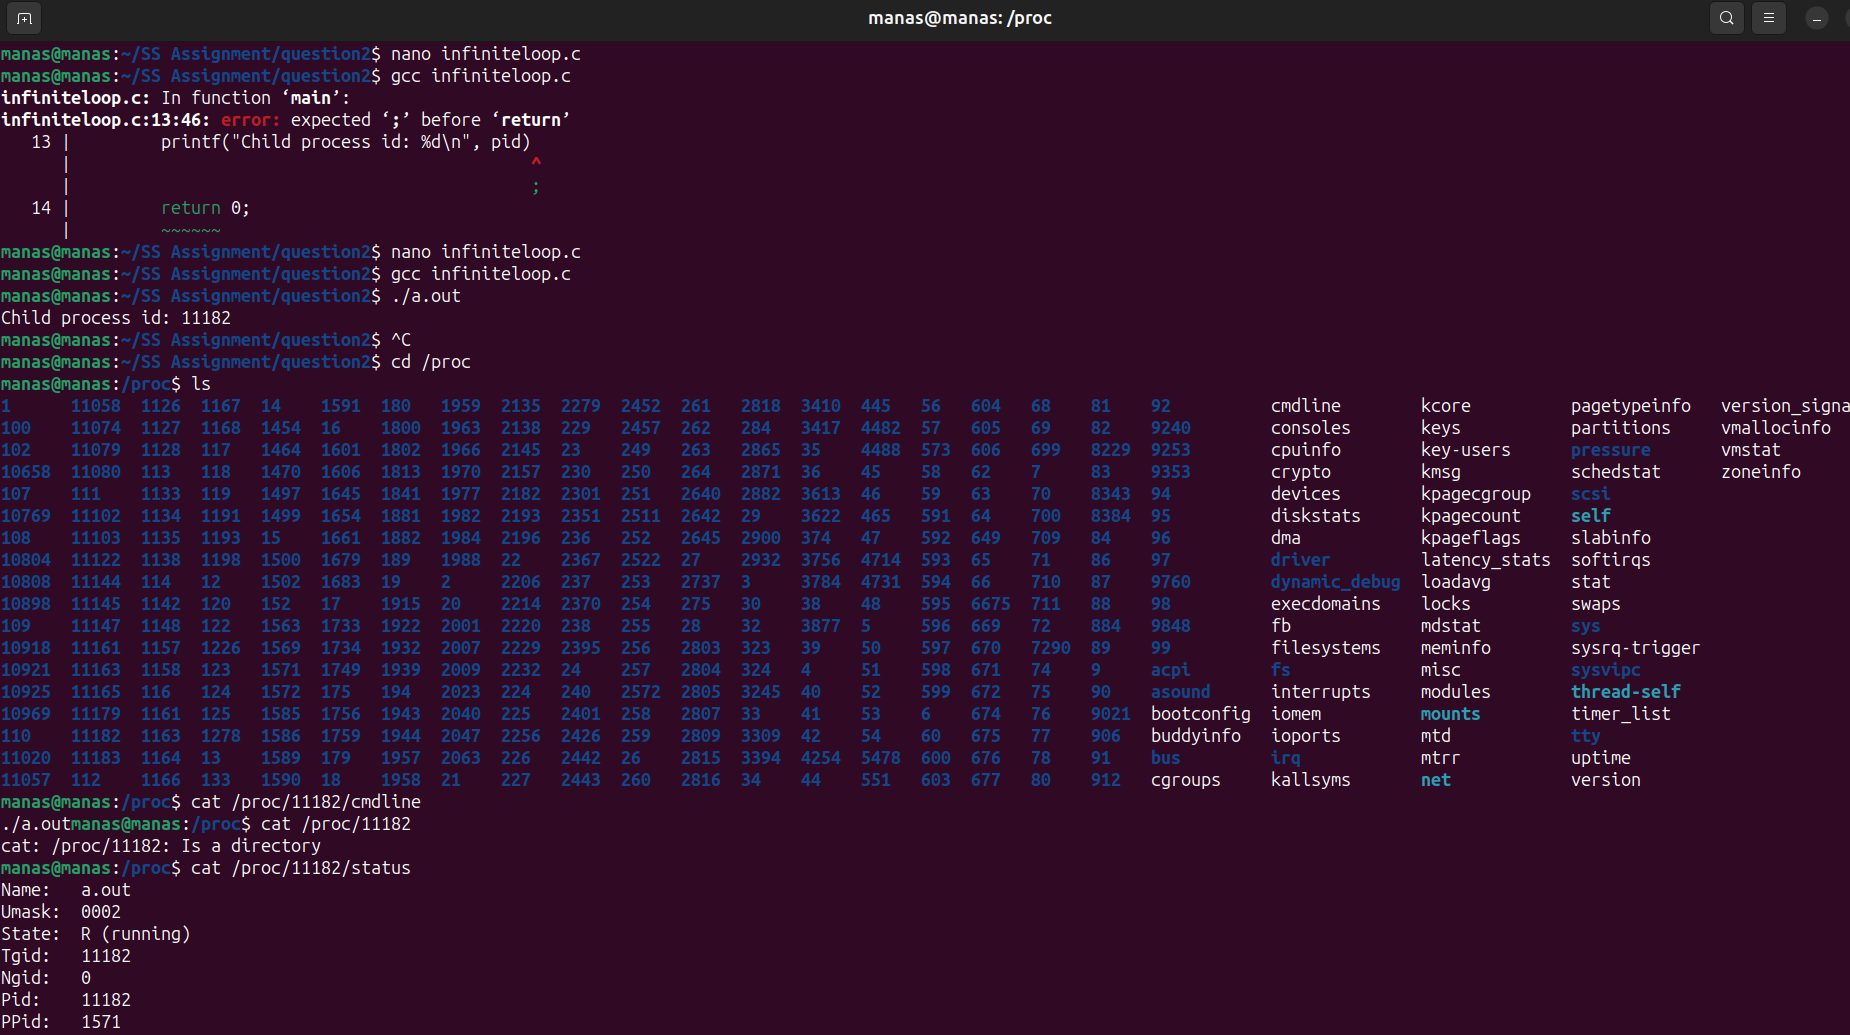 manas@manas: /proc
manas@manas:~/SS Assignment/question2$ nano infiniteloop.c
manas@manas:~/SS Assignment/question2$ gcc infiniteloop.c
infiniteloop.c: In function ‘main’:
infiniteloop.c:13:46: error: expected ‘;’ before ‘return’
   13 |         printf("Child process id: %d\n", pid)
      |                                              ^
      |                                              ;
   14 |         return 0;
      |         ~~~~~~
manas@manas:~/SS Assignment/question2$ nano infiniteloop.c
manas@manas:~/SS Assignment/question2$ gcc infiniteloop.c
manas@manas:~/SS Assignment/question2$ ./a.out
Child process id: 11182
manas@manas:~/SS Assignment/question2$ ^C
manas@manas:~/SS Assignment/question2$ cd /proc
manas@manas:/proc$ ls
1      11058  1126  1167  14    1591  180   1959  2135  2279  2452  261   2818  3410  445   56   604   68    81    92          cmdline        kcore          pagetypeinfo  version_signa
100    11074  1127  1168  1454  16    1800  1963  2138  229   2457  262   284   3417  4482  57   605   69    82    9240        consoles       keys           partitions    vmallocinfo
102    11079  1128  117   1464  1601  1802  1966  2145  23    249   263   2865  35    4488  573  606   699   8229  9253        cpuinfo        key-users      pressure      vmstat
10658  11080  113   118   1470  1606  1813  1970  2157  230   250   264   2871  36    45    58   62    7     83    9353        crypto         kmsg           schedstat     zoneinfo
107    111    1133  119   1497  1645  1841  1977  2182  2301  251   2640  2882  3613  46    59   63    70    8343  94          devices        kpagecgroup    scsi
10769  11102  1134  1191  1499  1654  1881  1982  2193  2351  2511  2642  29    3622  465   591  64    700   8384  95          diskstats      kpagecount     self
108    11103  1135  1193  15    1661  1882  1984  2196  236   252   2645  2900  374   47    592  649   709   84    96          dma            kpageflags     slabinfo
10804  11122  1138  1198  1500  1679  189   1988  22    2367  2522  27    2932  3756  4714  593  65    71    86    97          driver         latency_stats  softirqs
10808  11144  114   12    1502  1683  19    2     2206  237   253   2737  3     3784  4731  594  66    710   87    9760        dynamic_debug  loadavg        stat
10898  11145  1142  120   152   17    1915  20    2214  2370  254   275   30    38    48    595  6675  711   88    98          execdomains    locks          swaps
109    11147  1148  122   1563  1733  1922  2001  2220  238   255   28    32    3877  5     596  669   72    884   9848        fb             mdstat         sys
10918  11161  1157  1226  1569  1734  1932  2007  2229  2395  256   2803  323   39    50    597  670   7290  89    99          filesystems    meminfo        sysrq-trigger
10921  11163  1158  123   1571  1749  1939  2009  2232  24    257   2804  324   4     51    598  671   74    9     acpi        fs             misc           sysvipc
10925  11165  116   124   1572  175   194   2023  224   240   2572  2805  3245  40    52    599  672   75    90    asound      interrupts     modules        thread-self
10969  11179  1161  125   1585  1756  1943  2040  225   2401  258   2807  33    41    53    6    674   76    9021  bootconfig  iomem          mounts         timer_list
110    11182  1163  1278  1586  1759  1944  2047  2256  2426  259   2809  3309  42    54    60   675   77    906   buddyinfo   ioports        mtd            tty
11020  11183  1164  13    1589  179   1957  2063  226   2442  26    2815  3394  4254  5478  600  676   78    91    bus         irq            mtrr           uptime
11057  112    1166  133   1590  18    1958  21    227   2443  260   2816  34    44    551   603  677   80    912   cgroups     kallsyms       net            version
manas@manas:/proc$ cat /proc/11182/cmdline
./a.outmanas@manas:/proc$ cat /proc/11182
cat: /proc/11182: Is a directory
manas@manas:/proc$ cat /proc/11182/status
Name:   a.out
Umask:  0002
State:  R (running)
Tgid:   11182
Ngid:   0
Pid:    11182
PPid:   1571